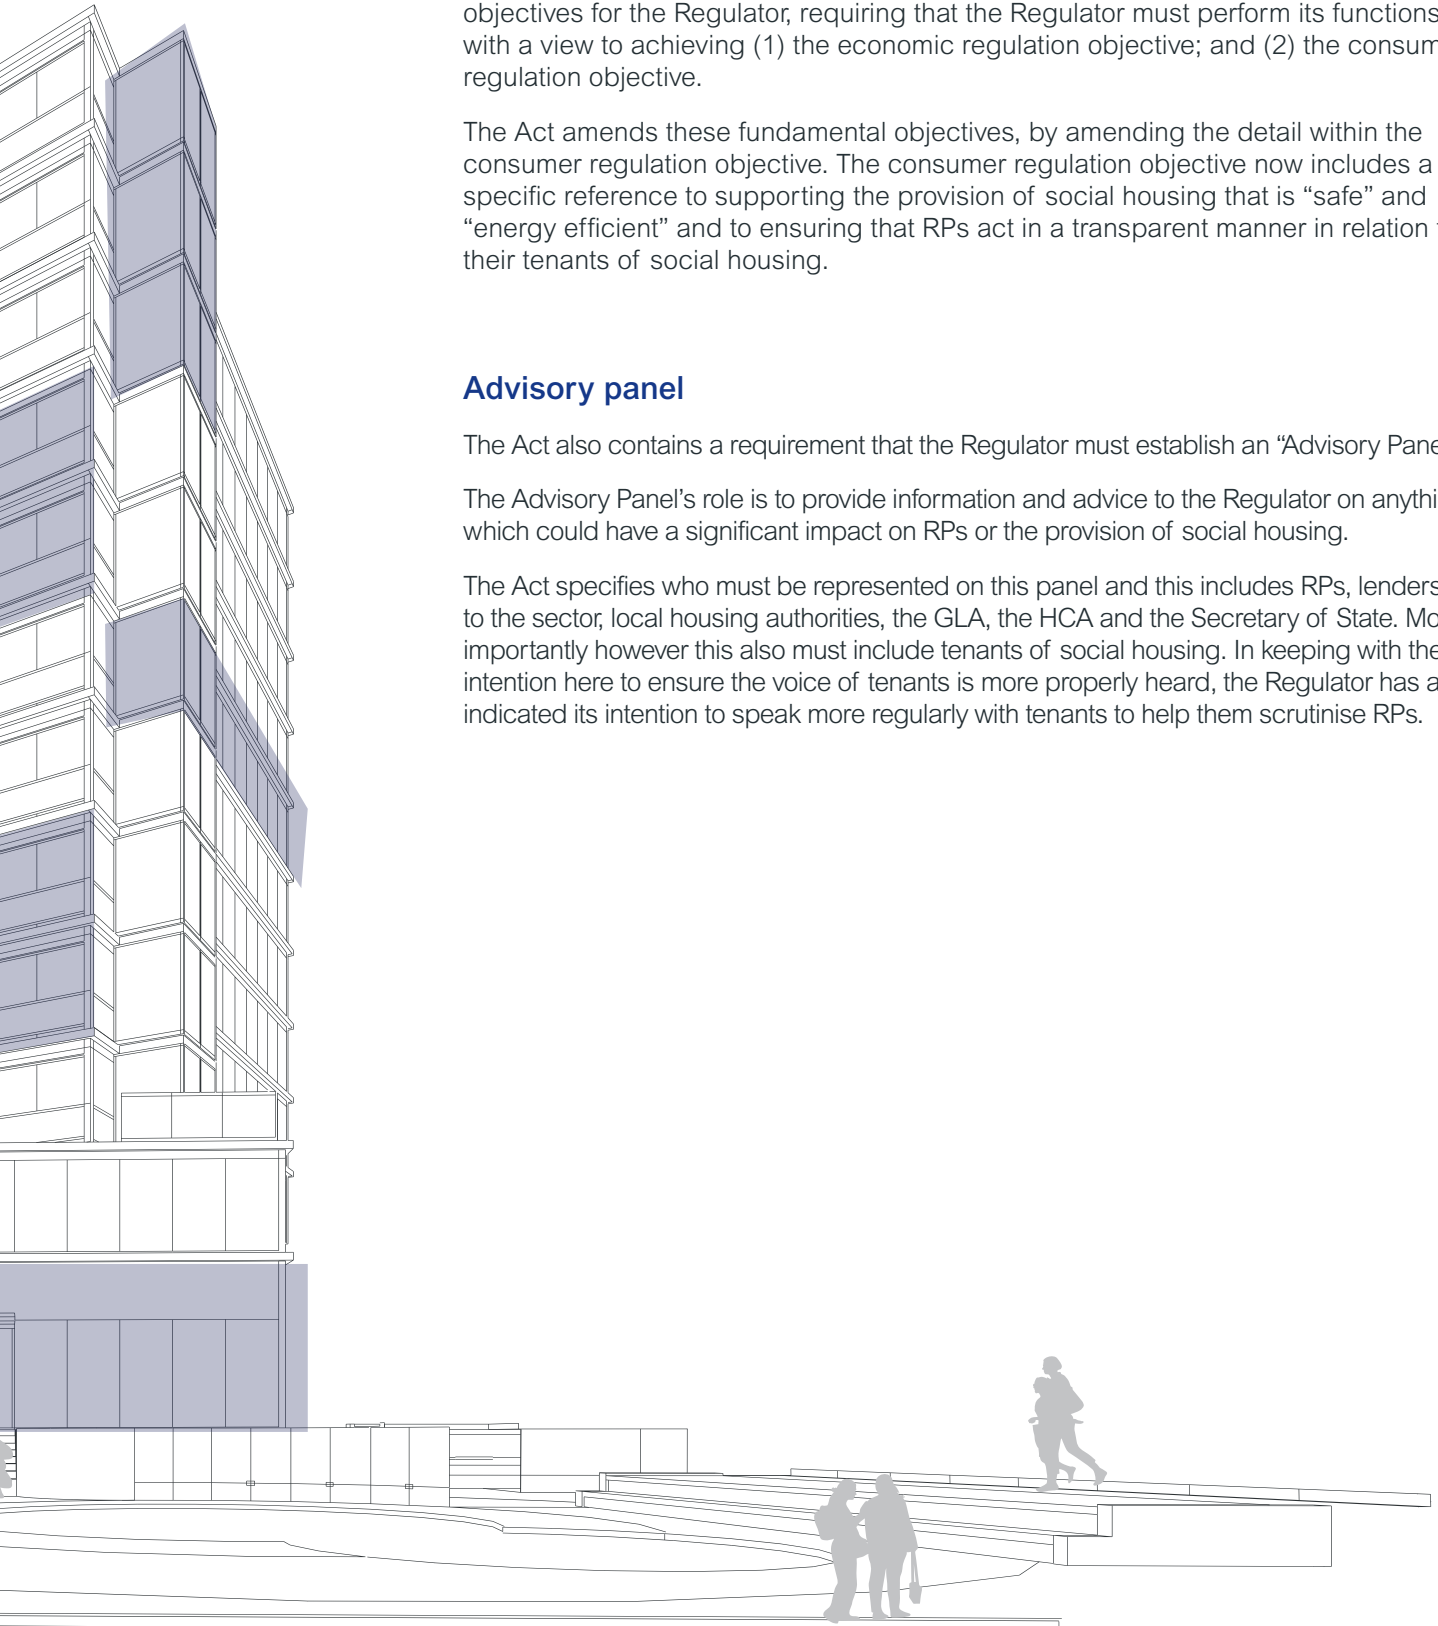 objectives for the Regulator, requiring that the Regulator must perform its functions
with a view to achieving (1) the economic regulation objective; and (2) the
regulation objective.
The Act amends these fundamental objectives, by amending the detail within the
consumer regulation objective. The consumer regulation objective now includes a
specific reference to supporting the provision of social housing that is “safe” and
“energy efficient” and to ensuring that RPs act in a transparent manner in relation
their tenants of social housing.
Advisory panel
The Act also contains a requirement that the Regulator must establish an “Advisory
The Advisory Panel’s role is to provide information and advice to the Regulator on
which could have a significant impact on RPs or the provision of social housing.
The Act specifies who must be represented on this panel and this includes RPs, lenders
to the sector, local housing authorities, the GLA, the HCA and the Secretary of State.
importantly however this also must include tenants of social housing. In keeping with the
intention here to ensure the voice of tenants is more properly heard, the Regulator has
indicated its intention to speak more regularly with tenants to help them scrutinise RPs.